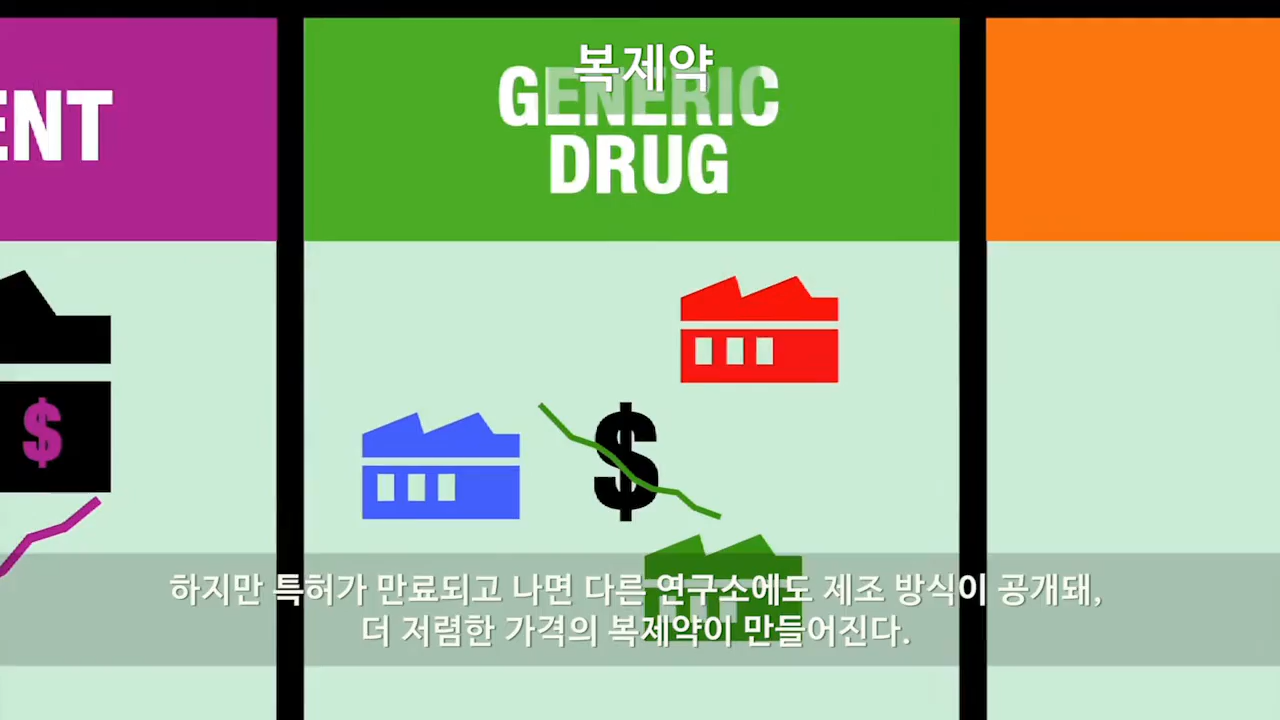 ENT
복제약
GENERIC
DRUG
$
$
하지만 특허가 만료되고 나면 다른 연구소에도 제조 방식이 공개돼,
더 저렴한 가격의 복제약이 만들어진다.